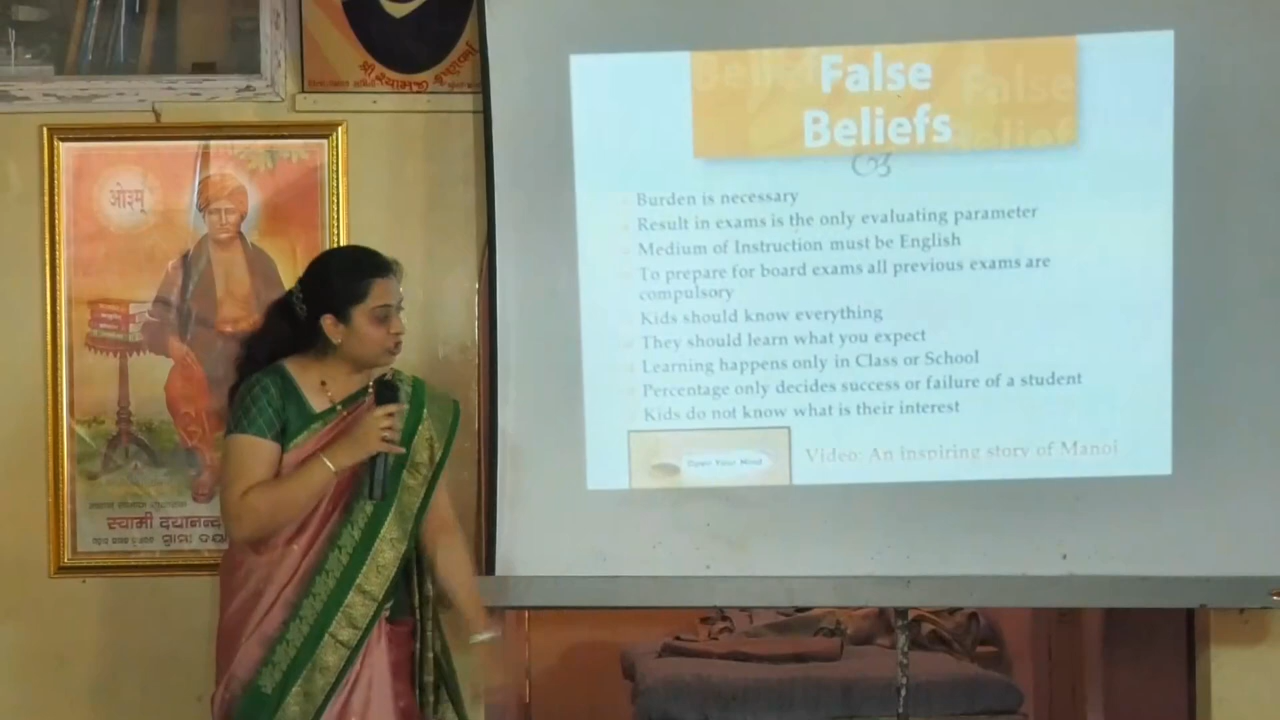 श्री श्यामजी कृष्णवर्मा
ओ३म्
स्वामी दयानन्द
False
Beliefs
Burden is necessary
Result in exams is the only evaluating parameter
Medium of Instruction must be English
To prepare for board exams all previous exams are
compulsory
Kids should know everything
They should learn what you expect
Learning happens only in Class or School
Percentage only decides success or failure of a student
Kids do not know what is their interest
Open Your Mind
Video: An inspiring story of Manoj